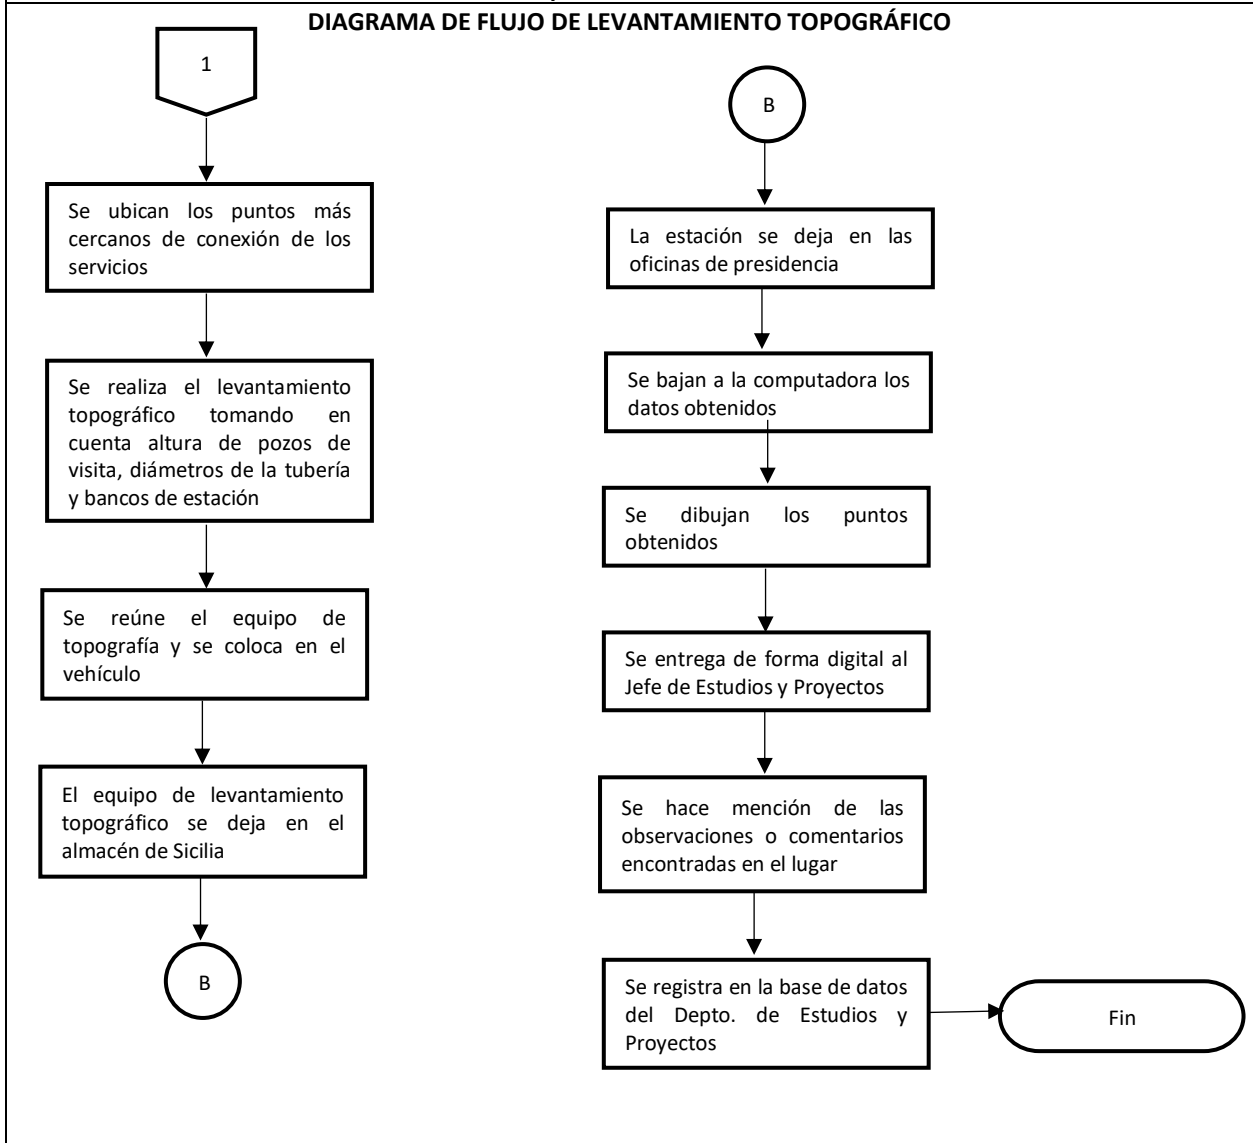 DIAGRAMA DE FLUJO DE LEVANTAMIENTO TOPOGRÁFICO
1
Se ubican los puntos más
cercanos de conexión de los
servicios
Se realiza el levantamiento
topográfico tomando en
cuenta altura de pozos de
visita, diámetros de la tubería
y bancos de estación
Se reúne el equipo de
topografía y se coloca en el
vehículo
El equipo de levantamiento
topográfico se deja en el
almacén de Sicilia
B
B
La estación se deja en las
oficinas de presidencia
Se bajan a la computadora los
datos obtenidos
Se dibujan los puntos
obtenidos
Se entrega de forma digital al
Jefe de Estudios y Proyectos
Se hace mención de las
observaciones o comentarios
encontradas en el lugar
Se registra en la base de datos
del Depto. de Estudios y
Proyectos
Fin